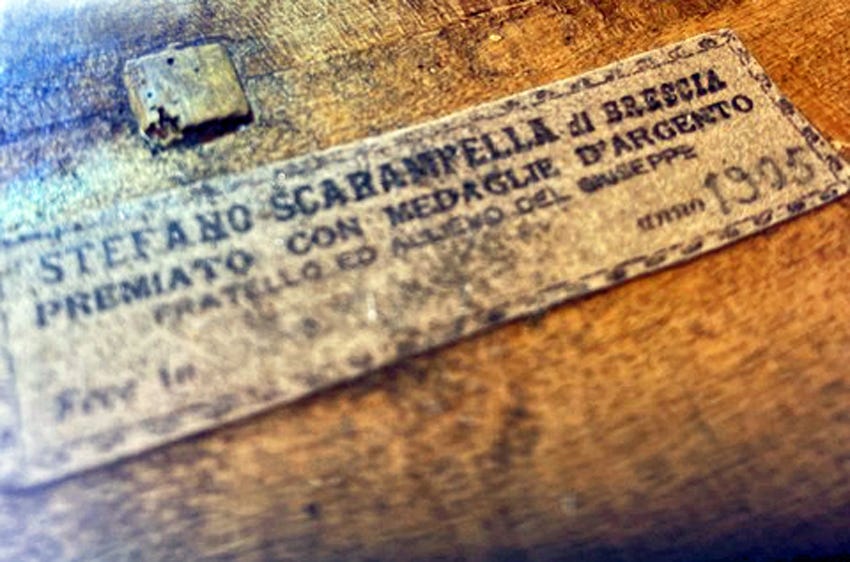 STEFANO SCARAMPELLA di BRESCIA
PREMIATO CON MEDAGLIE D'ARGENTO
FRATELLO ED ALLIEVO DEL GIUSEPPE
Fece in
anno 1905